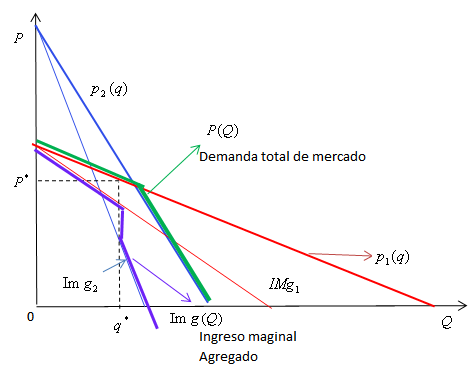 P
p₂(q)
P(Q)
Demanda total de mercado
P*
p₁(q)
Im g₂
IMg₁
0
q*
Im g(Q)
Q
Ingreso maginal
Agregado